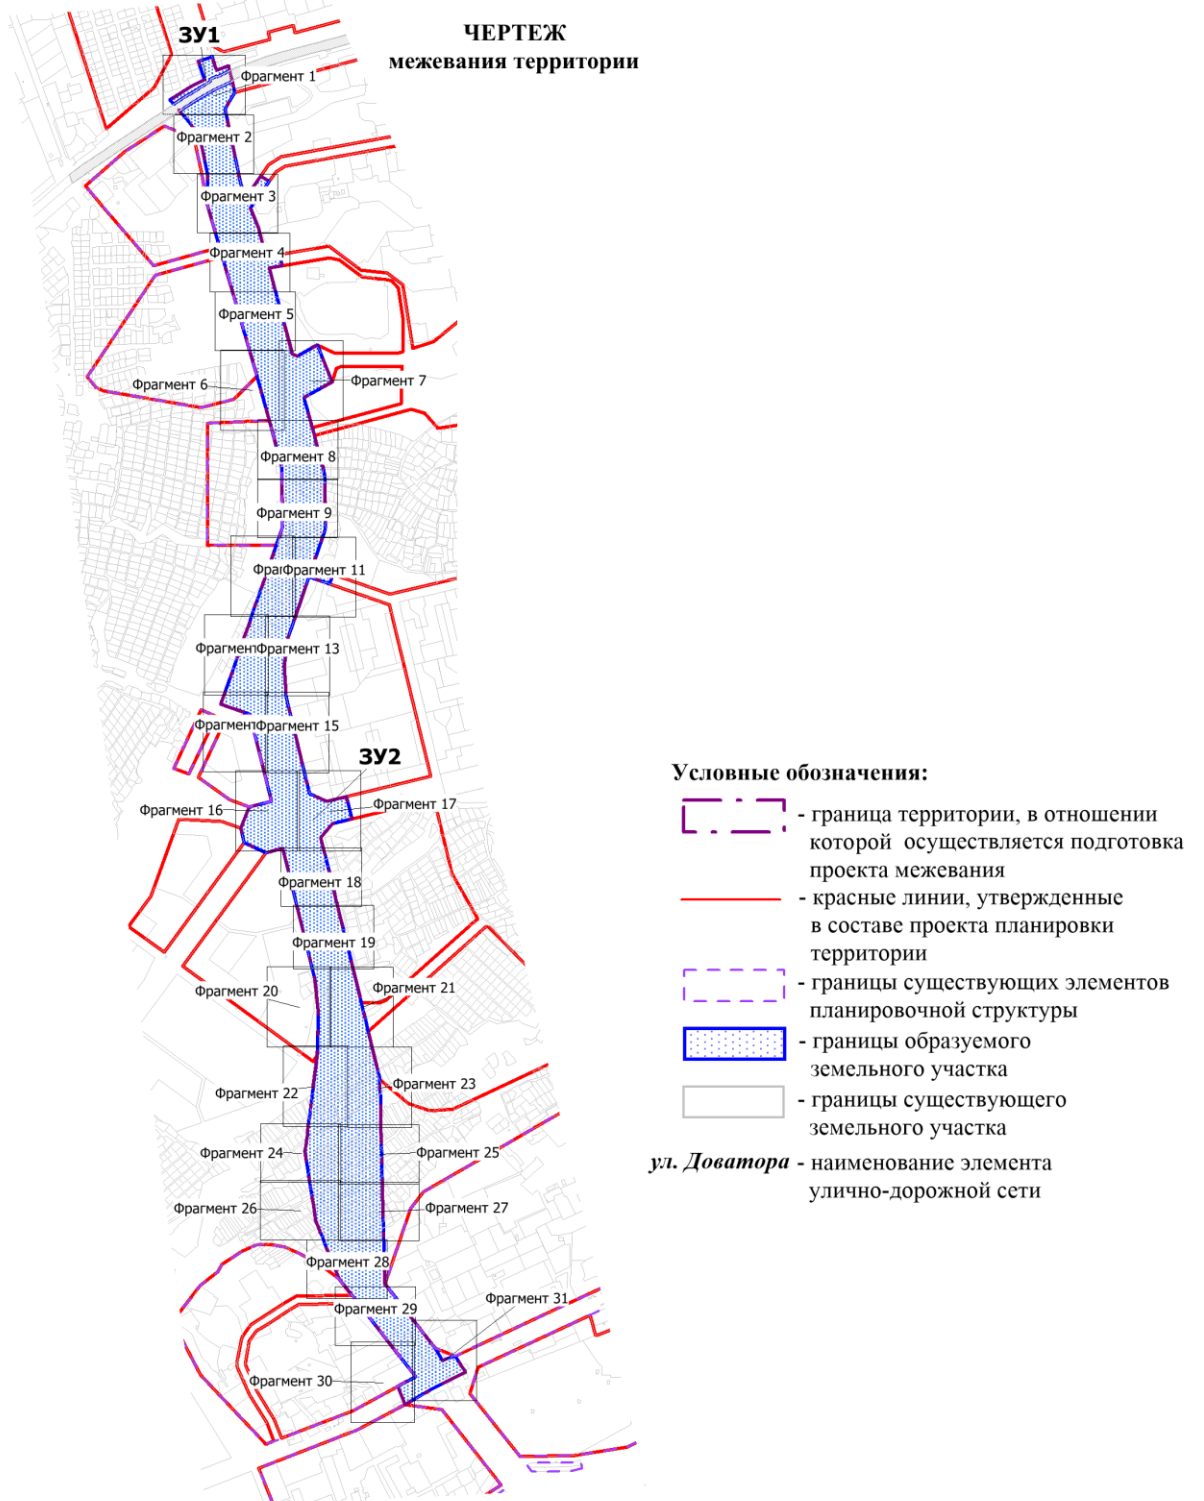 ЧЕРТЕЖ
межевания территории
ЗУ1
Фрагмент 1
Фрагмент 2
Фрагмент 3
Фрагмент 4
Фрагмент 5
Фрагмент 6
Фрагмент 7
Фрагмент 8
Фрагмент 9
Фрагмент 11
Фрагмент 13
Фрагмент 15
ЗУ2
Фрагмент 16
Фрагмент 17
Фрагмент 18
Фрагмент 19
Фрагмент 20
Фрагмент 21
Фрагмент 22
Фрагмент 23
Фрагмент 24
Фрагмент 25
Фрагмент 26
Фрагмент 27
Фрагмент 28
Фрагмент 29
Фрагмент 31
Фрагмент 30
Условные обозначения:
- граница территории, в отношении
которой осуществляется подготовка
проекта межевания
- красные линии, утвержденные
в составе проекта планировки
территории
- границы существующих элементов
планировочной структуры
- границы образуемого
земельного участка
- границы существующего
земельного участка
ул. Доватора - наименование элемента
улично-дорожной сети